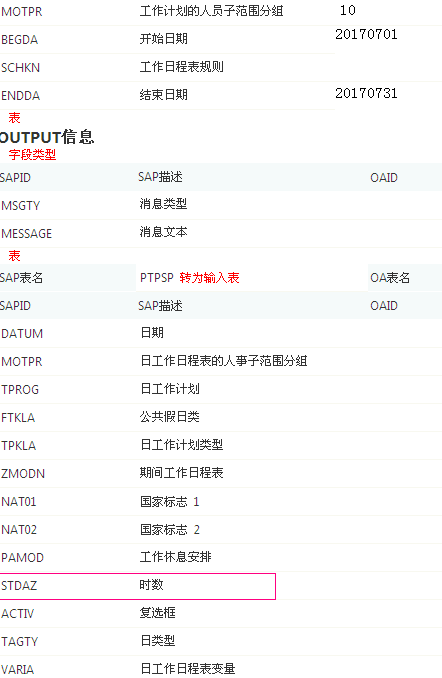 MOTPR 工作计划的人员子范围分组 10
BEGDA 开始日期 20170701
SCHKN 工作日程表规则
ENDDA 结束日期 20170731
表
OUTPUT信息
字段类型
SAPID SAP描述 OAID
MSGTY 消息类型
MESSAGE 消息文本
表
SAP表名 PTPSP 转为输入表 OA表名
SAPID SAP描述 OAID
DATUM 日期
MOTPR 日工作日程表的人事子范围分组
TPROG 日工作计划
FTKLA 公共假日类
TPKLA 日工作计划类型
ZMODN 期间工作日程表
NAT01 国家标志 1
NAT02 国家标志 2
PAMOD 工作休息安排
STDAZ 时数
ACTIV 复选框
TAGTY 日类型
VARIA 日工作日程表变量